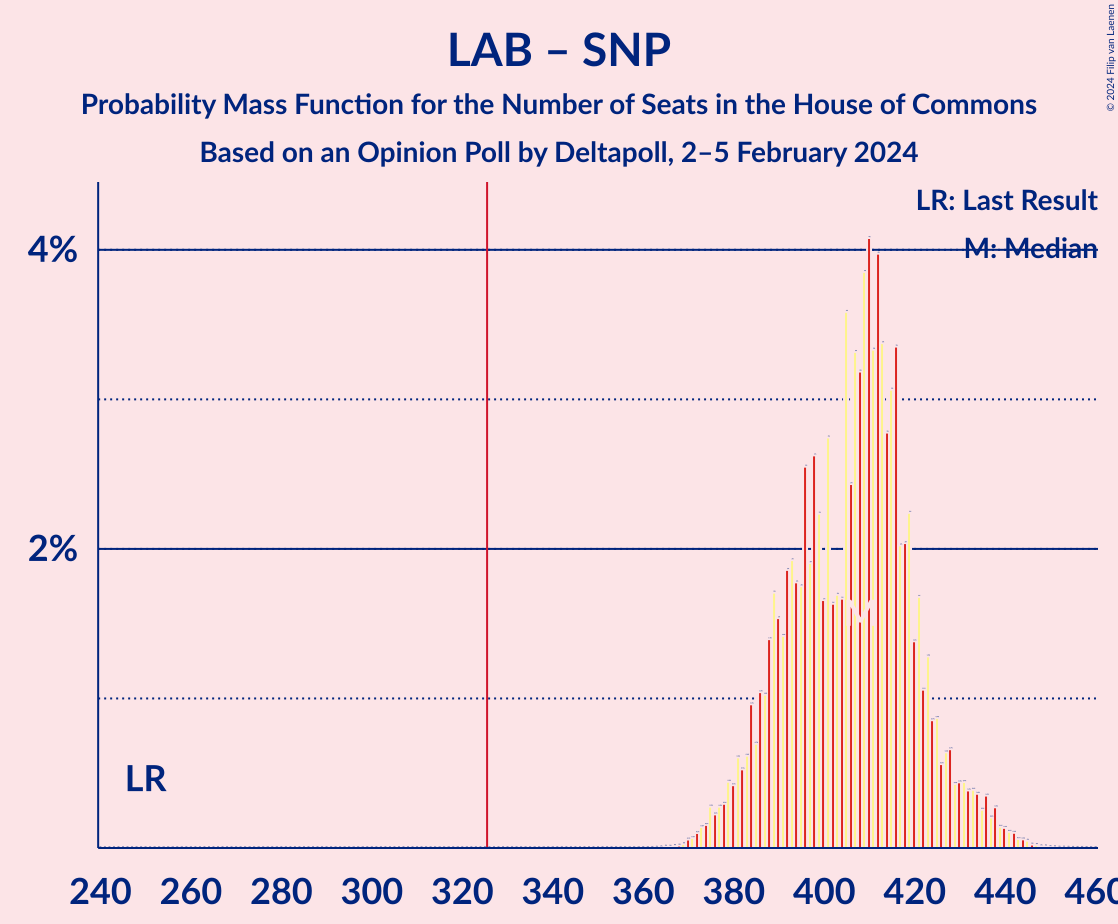 LAB – SNP
Probability Mass Function for the Number of Seats in the House of Commons
Based on an Opinion Poll by Deltapoll, 2–5 February 2024
© 2024 Filip van Laenen
LR: Last Result
M: Median
4%
2%
LR
M
240 260 280 300 320 340 360 380 400 420 440 460